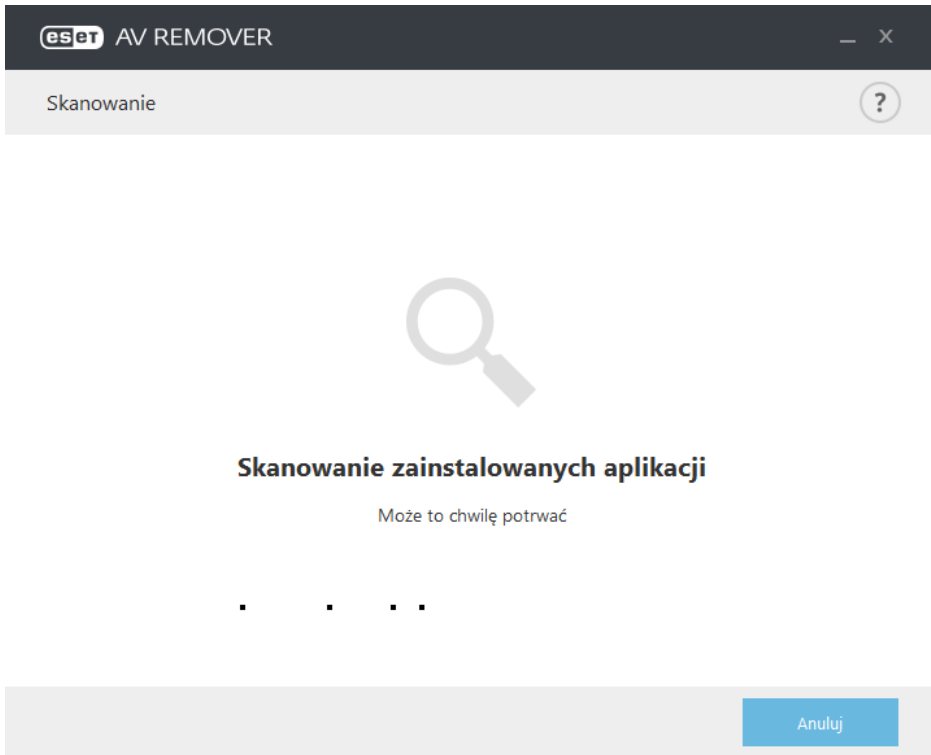 eset AV REMOVER
Skanowanie
?
Skanowanie zainstalowanych aplikacji
Może to chwilę potrwać
Anuluj